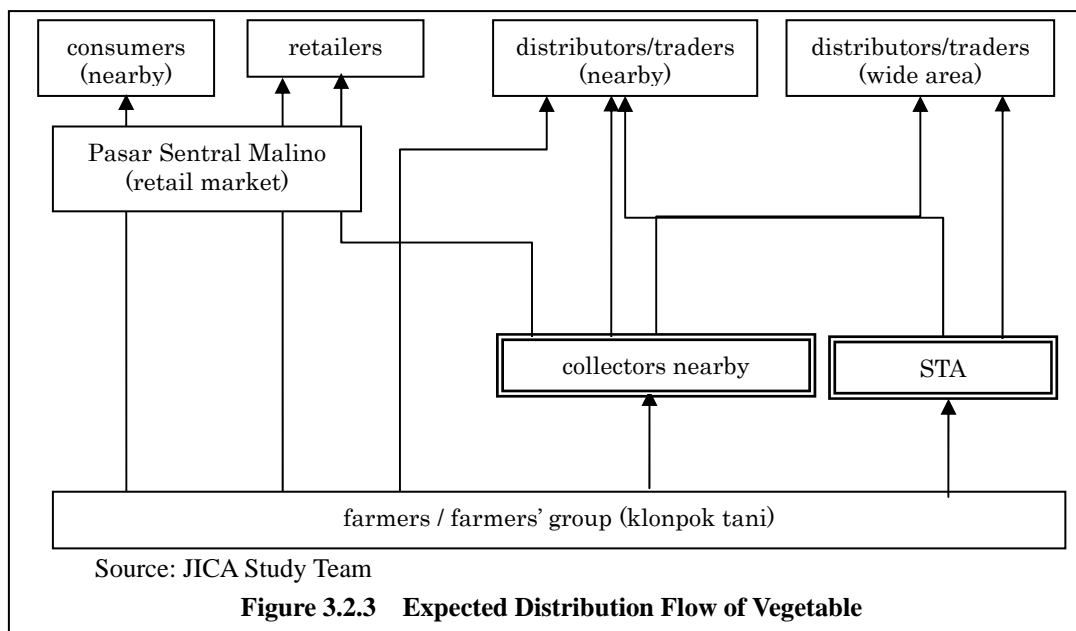 consumers
(nearby)
retailers
distributors/traders
(nearby)
distributors/traders
(wide area)
Pasar Sentral Malino
(retail market)
collectors nearby
STA
farmers / farmers' group (klonpok tani)
Source: JICA Study Team
Figure 3.2.3 Expected Distribution Flow of Vegetable